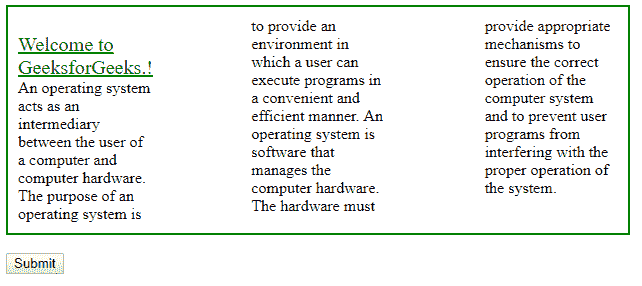 Welcome to
GeeksforGeeks.!
An operating system
acts as an
intermediary
between the user of
a computer and
computer hardware.
The purpose of an
operating system is
to provide an
environment in
which a user can
execute programs in
a convenient and
efficient manner. An
operating system is
software that
manages the
computer hardware.
The hardware must
provide appropriate
mechanisms to
ensure the correct
operation of the
computer system
and to prevent user
programs from
interfering with the
proper operation of
the system.
Submit